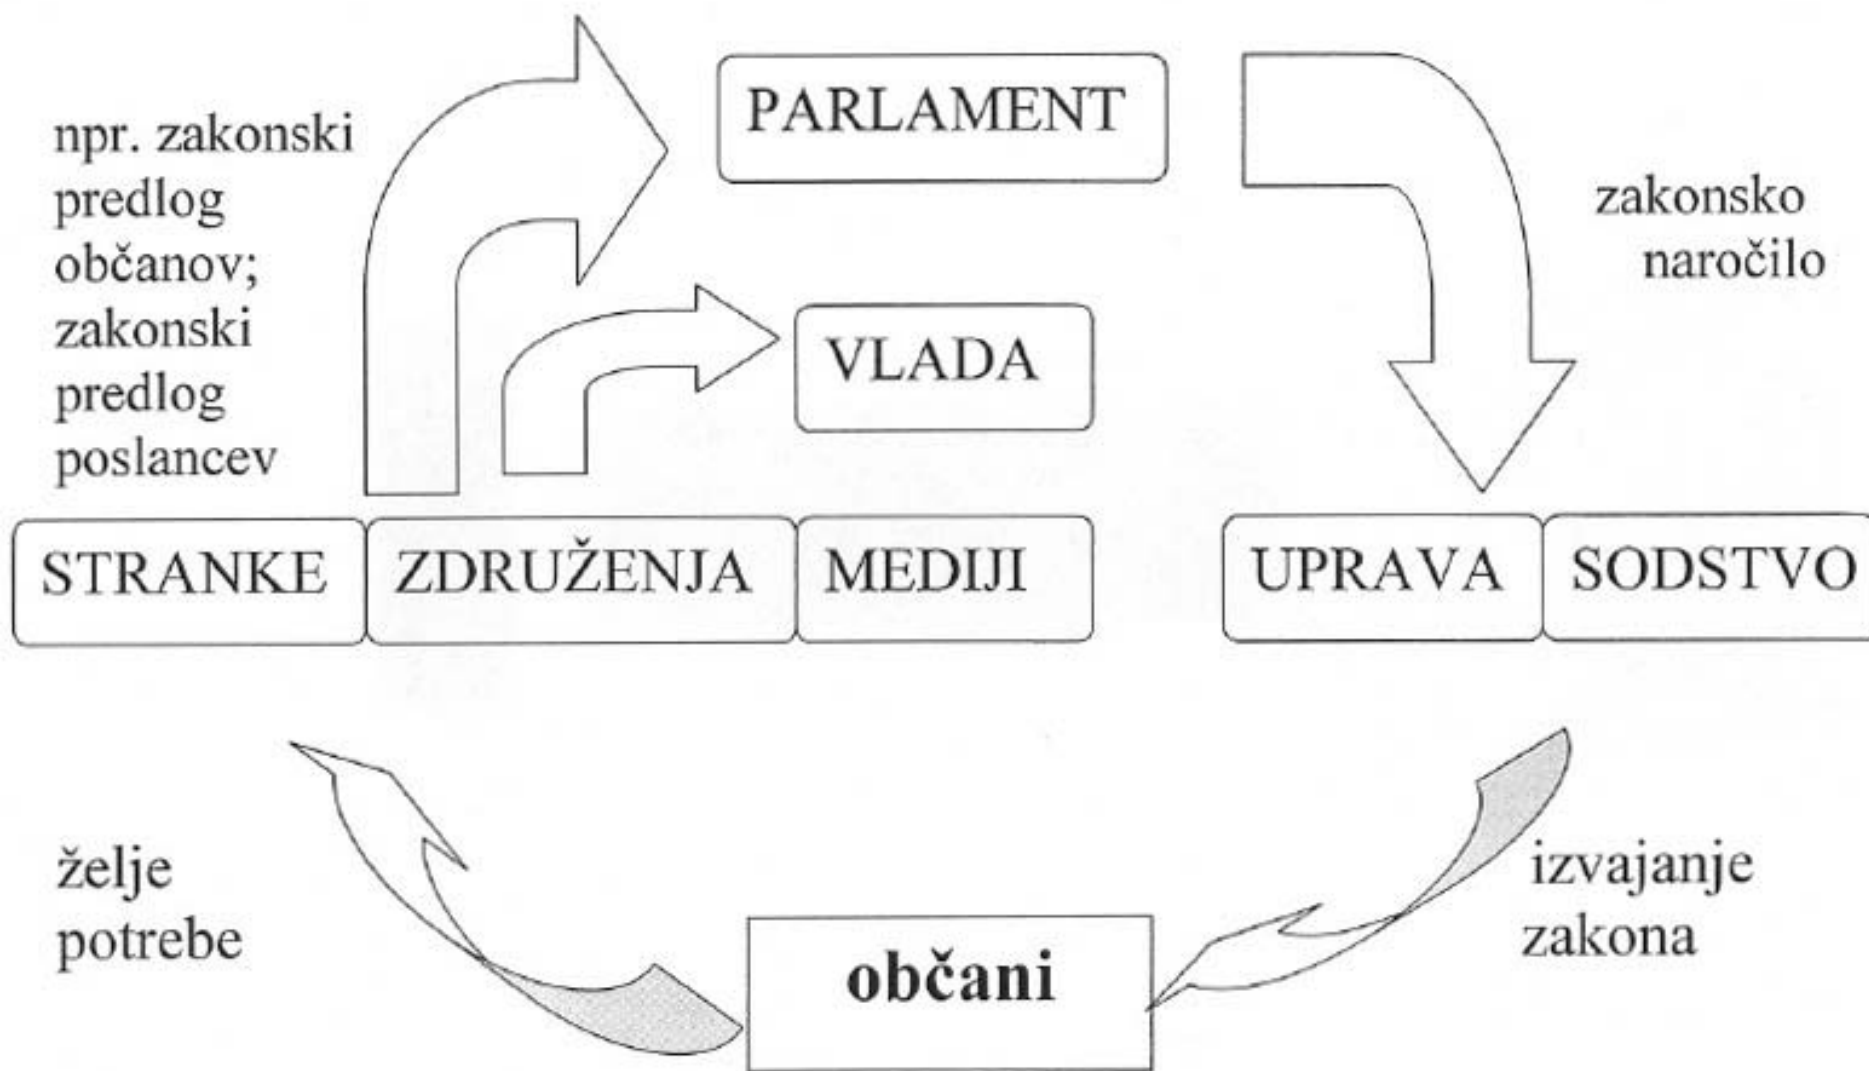 PARLAMENT
npr. zakonski
predlog
občanov;
zakonski
predlog
poslancev
zakonsko
naročilo
VLADA
STRANKE
ZDRUŽENJA
MEDIJI
UPRAVA
SODSTVO
želje
potrebe
občani
izvajanje
zakona